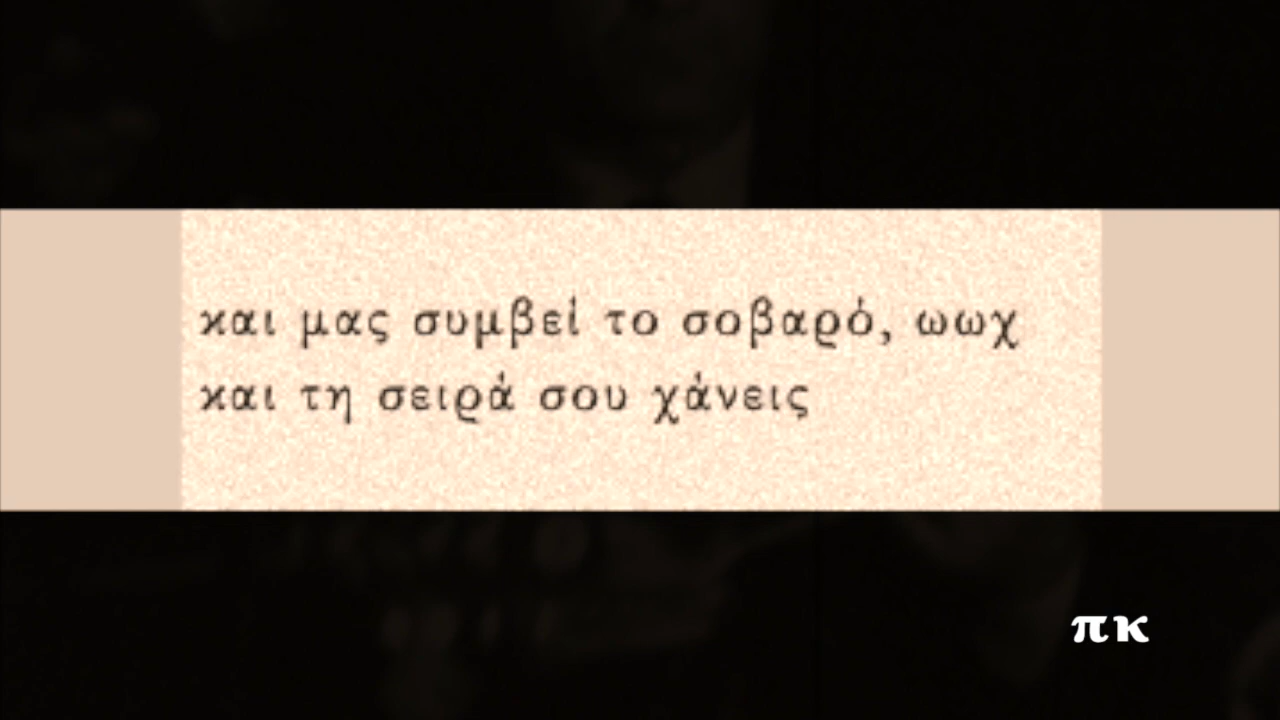 και μας συμβεί το σοβαρό, ωωχ
και τη σειρά σου χάνεις
πκ